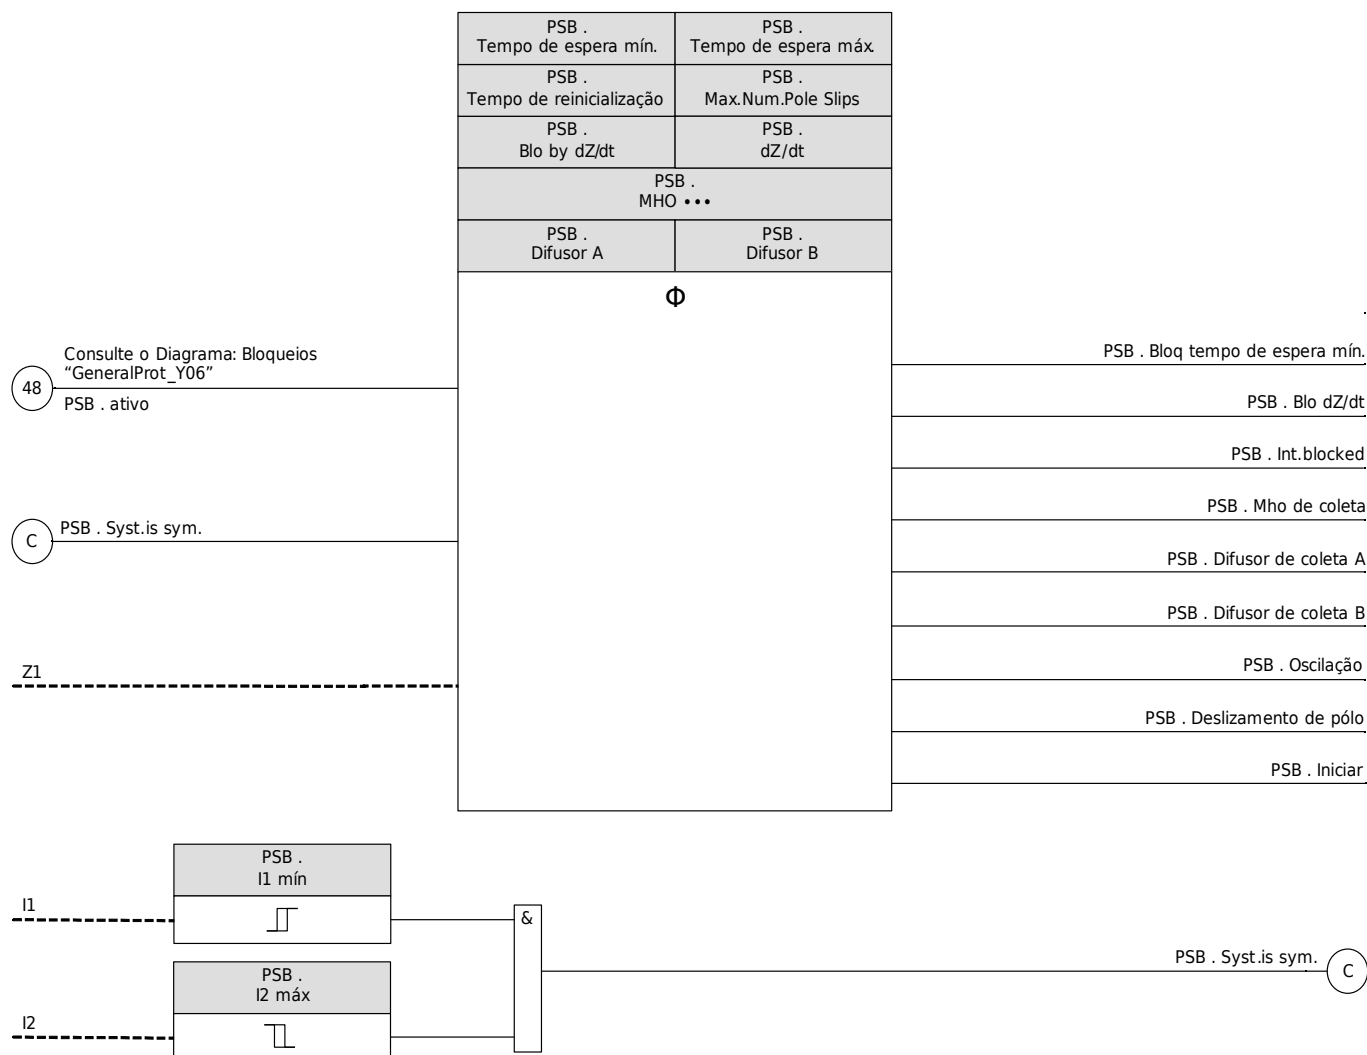 PSB .
Tempo de espera mín.
PSB .
Tempo de espera máx.
PSB .
Tempo de reinicialização
PSB .
Max.Num.Pole Slips
PSB .
Blo by dZ/dt
PSB .
dZ/dt
PSB .
MHO •••
PSB .
Difusor A
PSB .
Difusor B
Φ
Consulte o Diagrama: Bloqueios
“GeneralProt_Y06”
48
PSB . ativo
PSB . Syst.is sym.
C
Z1
PSB . Bloq tempo de espera mín.
PSB . Blo dZ/dt
PSB . Int.blocked
PSB . Mho de coleta
PSB . Difusor de coleta A
PSB . Difusor de coleta B
PSB . Oscilação
PSB . Deslizamento de pólo
PSB . Iniciar
PSB .
I1 mín
I1
&
PSB .
I2 máx
I2
PSB . Syst.is sym.
C